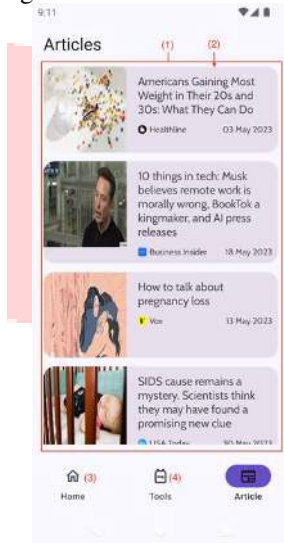 9:11
Articles
(1)
(2)
Americans Gaining Most
Weight in Their 20s and
30s: What They Can Do
Healthline 03 May 2023
10 things in tech: Musk
believes remote work is
morally wrong, BookTok a
kingmaker, and AI press
releases
Business Insider 18 May 2023
How to talk about
pregnancy loss
Vox 13 May 2023
SIDS cause remains a
mystery. Scientists think
they may have found a
promising new clue
USA Today 30 May 2023
(3)
(4)
Home
Tools
Article